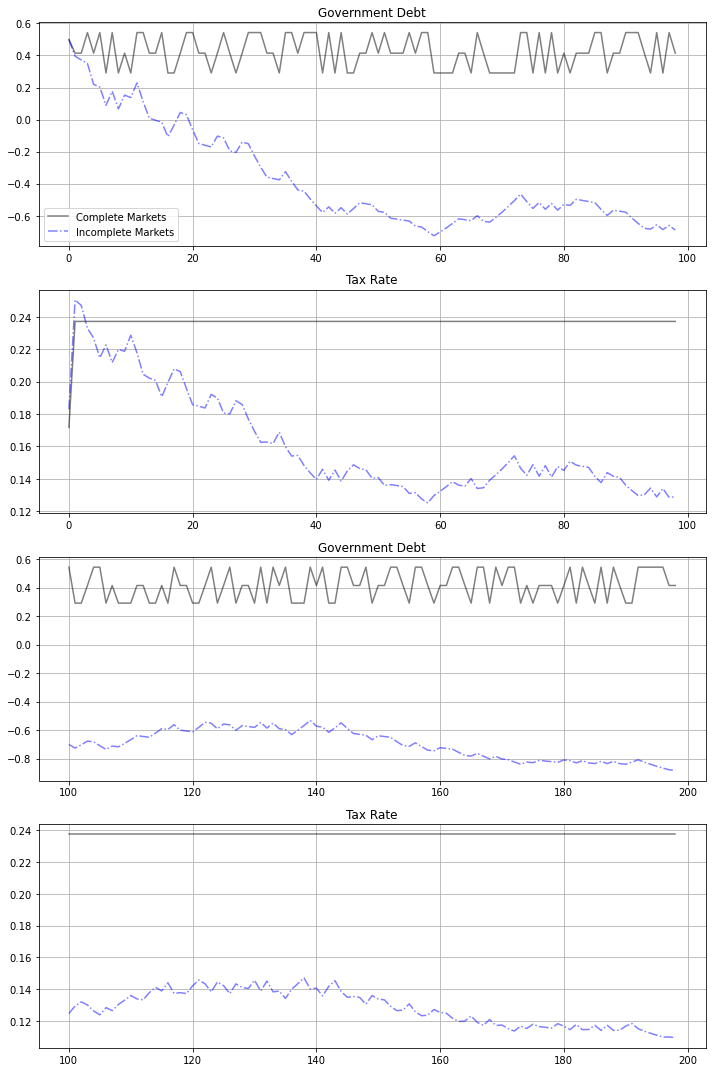 Government Debt
0.6
0.4
0.2
0.0
−0.2
−0.4
−0.6
Complete Markets
Incomplete Markets
0 20 40 60 80 100
Tax Rate
0.24
0.22
0.20
0.18
0.16
0.14
0.12
0 20 40 60 80 100
Government Debt
0.6
0.4
0.2
0.0
−0.2
−0.4
−0.6
−0.8
100 120 140 160 180 200
Tax Rate
0.24
0.22
0.20
0.18
0.16
0.14
0.12
100 120 140 160 180 200